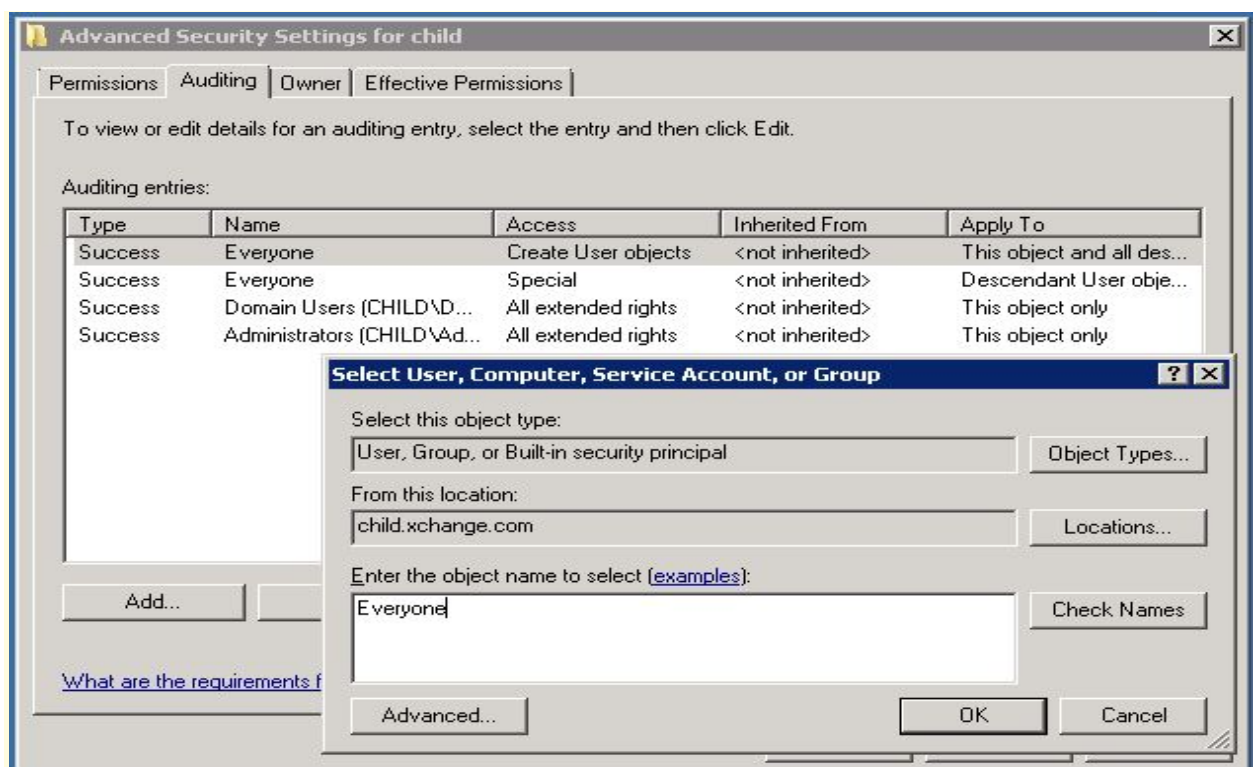 Advanced Security Settings for child
Permissions Auditing Owner Effective Permissions
To view or edit details for an auditing entry, select the entry and then click Edit.
Auditing entries:
Type Name Access Inherited From Apply To
Success Everyone Create User objects <not inherited> This object and all des...
Success Everyone Special <not inherited> Descendant User obje...
Success Domain Users (CHILD\D... All extended rights <not inherited> This object only
Success Administrators (CHILD\Ad... All extended rights <not inherited> This object only
Select User, Computer, Service Account, or Group
Select this object type:
User, Group, or Built-in security principal Object Types...
From this location:
child.xchange.com Locations...
Enter the object name to select (examples):
Everyone Check Names
Add...
What are the requirements f
Advanced... OK Cancel